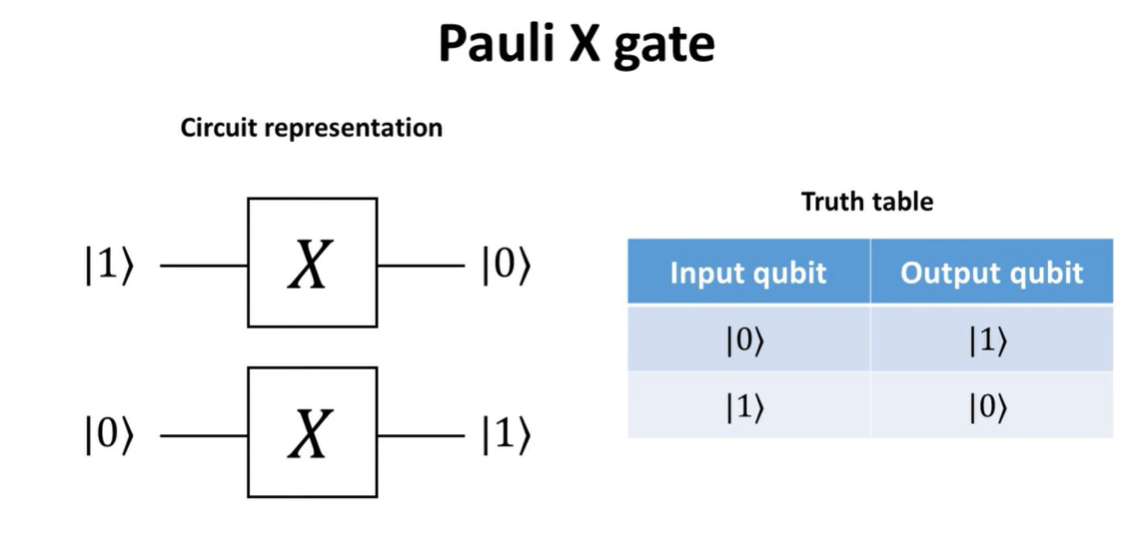 Pauli X gate
Circuit representation
|1⟩ X |0⟩
|0⟩ X |1⟩
Truth table
Input qubit Output qubit
|0⟩ |1⟩
|1⟩ |0⟩